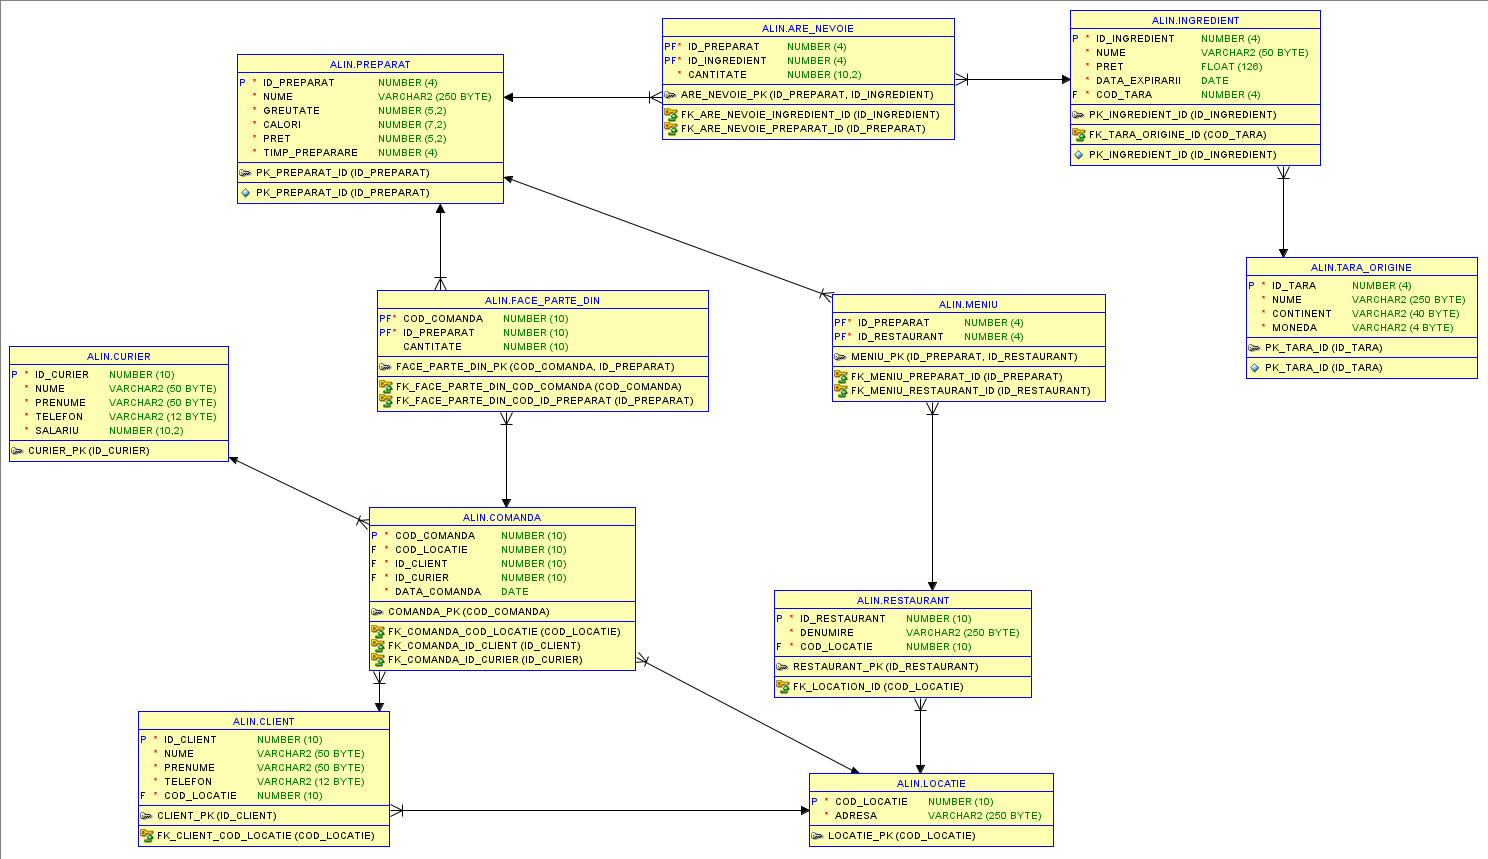 ALIN.PREPARAT
P * ID_PREPARAT NUMBER (4)
* NUME VARCHAR2 (250 BYTE)
* GREUTATE NUMBER (5,2)
* CALORI NUMBER (7,2)
* PRET NUMBER (5,2)
* TIMP_PREPARARE NUMBER (4)
PK_PREPARAT_ID (ID_PREPARAT)
PK_PREPARAT_ID (ID_PREPARAT)
ALIN.ARE_NEVOIE
PF* ID_PREPARAT NUMBER (4)
PF* ID_INGREDIENT NUMBER (4)
* CANTITATE NUMBER (10,2)
ARE_NEVOIE_PK (ID_PREPARAT, ID_INGREDIENT)
FK_ARE_NEVOIE_INGREDIENT_ID (ID_INGREDIENT)
FK_ARE_NEVOIE_PREPARAT_ID (ID_PREPARAT)
ALIN.INGREDIENT
P * ID_INGREDIENT NUMBER (4)
* NUME VARCHAR2 (50 BYTE)
* PRET FLOAT (126)
* DATA_EXPIRARII DATE
F * COD_TARA NUMBER (4)
PK_INGREDIENT_ID (ID_INGREDIENT)
FK_TARA_ORIGINE_ID (COD_TARA)
PK_INGREDIENT_ID (ID_INGREDIENT)
ALIN.TARA_ORIGINE
P * ID_TARA NUMBER (4)
* NUME VARCHAR2 (250 BYTE)
* CONTINENT VARCHAR2 (40 BYTE)
* MONEDA VARCHAR2 (4 BYTE)
PK_TARA_ID (ID_TARA)
PK_TARA_ID (ID_TARA)
ALIN.FACE_PARTE_DIN
PF* COD_COMANDA NUMBER (10)
PF* ID_PREPARAT NUMBER (10)
CANTITATE NUMBER (10)
FACE_PARTE_DIN_PK (COD_COMANDA, ID_PREPARAT)
FK_FACE_PARTE_DIN_COD_COMANDA (COD_COMANDA)
FK_FACE_PARTE_DIN_COD_ID_PREPARAT (ID_PREPARAT)
ALIN.MENIU
PF* ID_PREPARAT NUMBER (4)
PF* ID_RESTAURANT NUMBER (4)
MENIU_PK (ID_PREPARAT, ID_RESTAURANT)
FK_MENIU_PREPARAT_ID (ID_PREPARAT)
FK_MENIU_RESTAURANT_ID (ID_RESTAURANT)
ALIN.CURIER
P * ID_CURIER NUMBER (10)
* NUME VARCHAR2 (50 BYTE)
* PRENUME VARCHAR2 (50 BYTE)
* TELEFON VARCHAR2 (12 BYTE)
* SALARIU NUMBER (10,2)
CURIER_PK (ID_CURIER)
ALIN.COMANDA
P * COD_COMANDA NUMBER (10)
F * COD_LOCATIE NUMBER (10)
F * ID_CLIENT NUMBER (10)
F * ID_CURIER NUMBER (10)
* DATA_COMANDA DATE
COMANDA_PK (COD_COMANDA)
FK_COMANDA_COD_LOCATIE (COD_LOCATIE)
FK_COMANDA_ID_CLIENT (ID_CLIENT)
FK_COMANDA_ID_CURIER (ID_CURIER)
ALIN.RESTAURANT
P * ID_RESTAURANT NUMBER (10)
* DENUMIRE VARCHAR2 (250 BYTE)
F * COD_LOCATIE NUMBER (10)
RESTAURANT_PK (ID_RESTAURANT)
FK_LOCATION_ID (COD_LOCATIE)
ALIN.CLIENT
P * ID_CLIENT NUMBER (10)
* NUME VARCHAR2 (50 BYTE)
* PRENUME VARCHAR2 (50 BYTE)
* TELEFON VARCHAR2 (12 BYTE)
F * COD_LOCATIE NUMBER (10)
CLIENT_PK (ID_CLIENT)
FK_CLIENT_COD_LOCATIE (COD_LOCATIE)
ALIN.LOCATIE
P * COD_LOCATIE NUMBER (10)
* ADRESA VARCHAR2 (250 BYTE)
LOCATIE_PK (COD_LOCATIE)